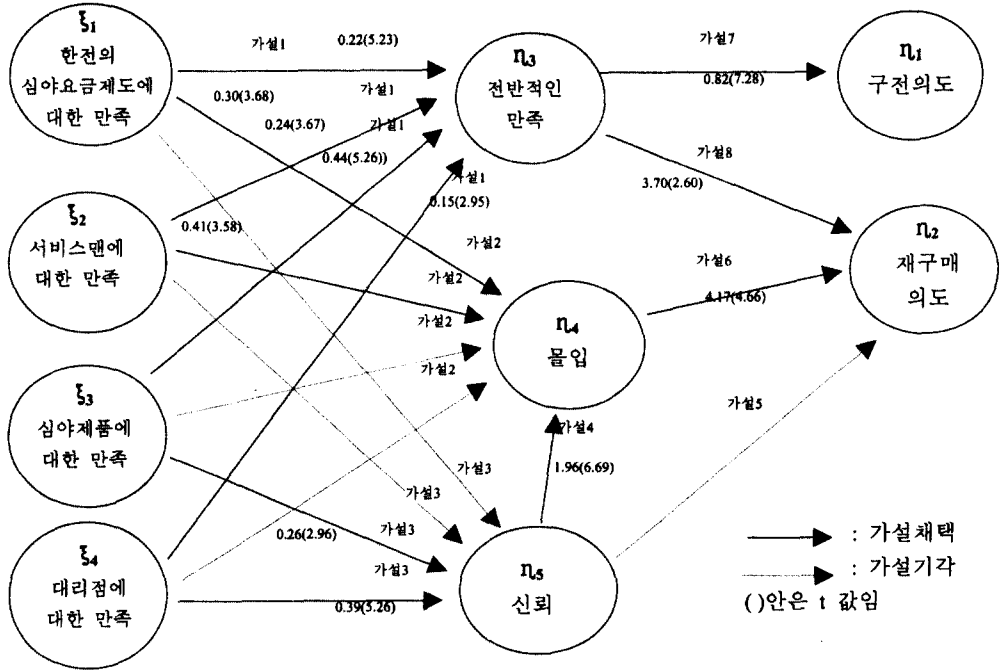 ξ1
한전의
심야요금제도에
대한 만족
ξ2
서비스맨에
대한 만족
ξ3
심야제품에
대한 만족
ξ4
대리점에
대한 만족
가설1
0.22(5.23)
0.30(3.68)
가설1
0.24(3.67)
가설1
0.44(5.26))
가설1
0.15(2.95)
0.41(3.58)
가설2
가설2
가설2
가설2
가설3
가설3
가설3
0.26(2.96)
가설3
0.39(5.26)
η3
전반적인
만족
η4
몰입
가설4
1.96(6.69)
η5
신뢰
가설7
0.82(7.28)
가설8
3.70(2.60)
가설6
4.17(4.66)
가설5
η1
구전의도
η2
재구매
의도
: 가설채택
: 가설기각
( )안은 t 값임